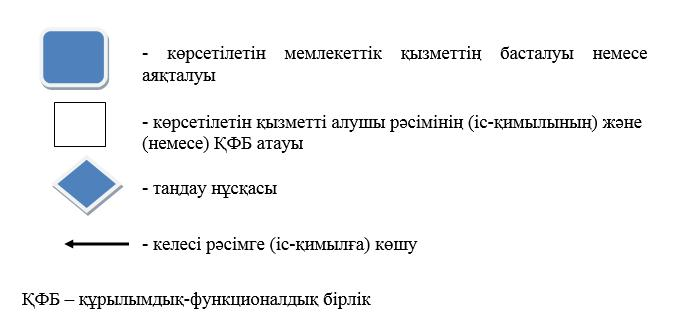 - көрсетілетін мемлекеттік қызметтің басталуы немесе
аяқталуы
- көрсетілетін қызметті алушы рәсімінің (іс-қимылының) және
(немесе) ҚФБ атауы
- таңдау нұсқасы
- келесі рәсімге (іс-қимылға) көшу
ҚФБ – құрылымдық-функционалдық бірлік